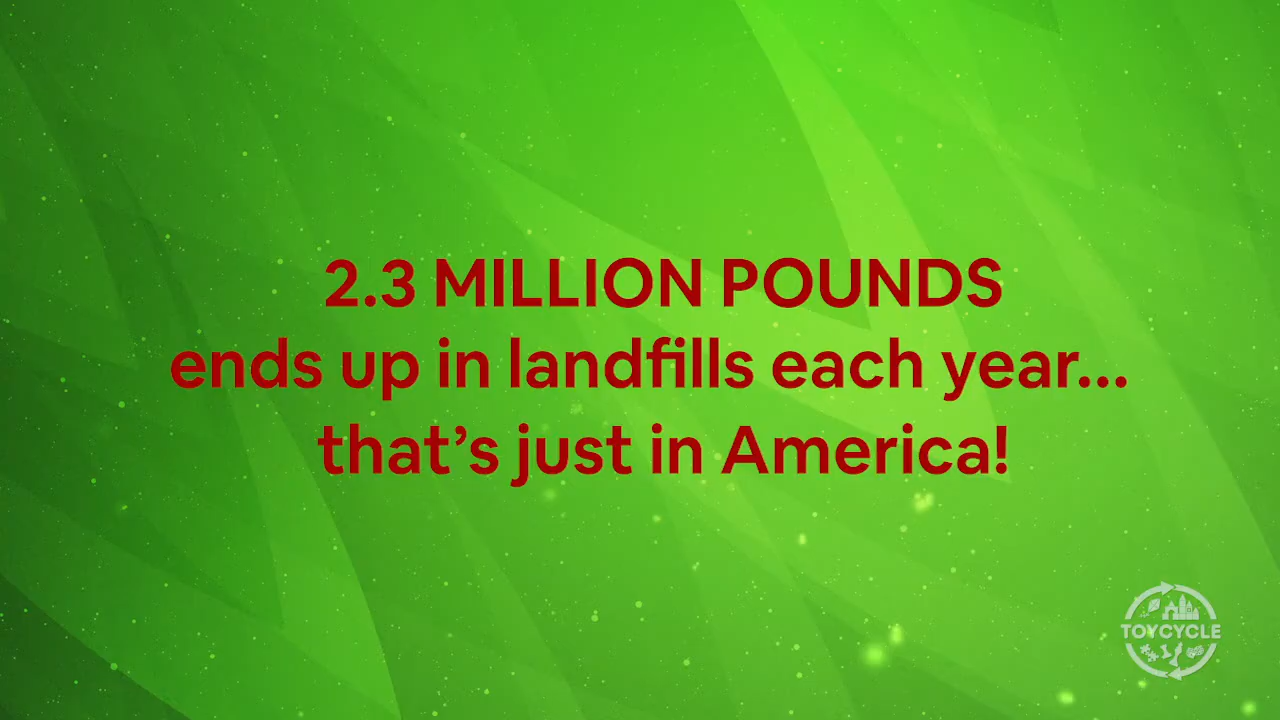 2.3 MILLION POUNDS
ends up in landfills each year...
that’s just in America!
TOYCYCLE